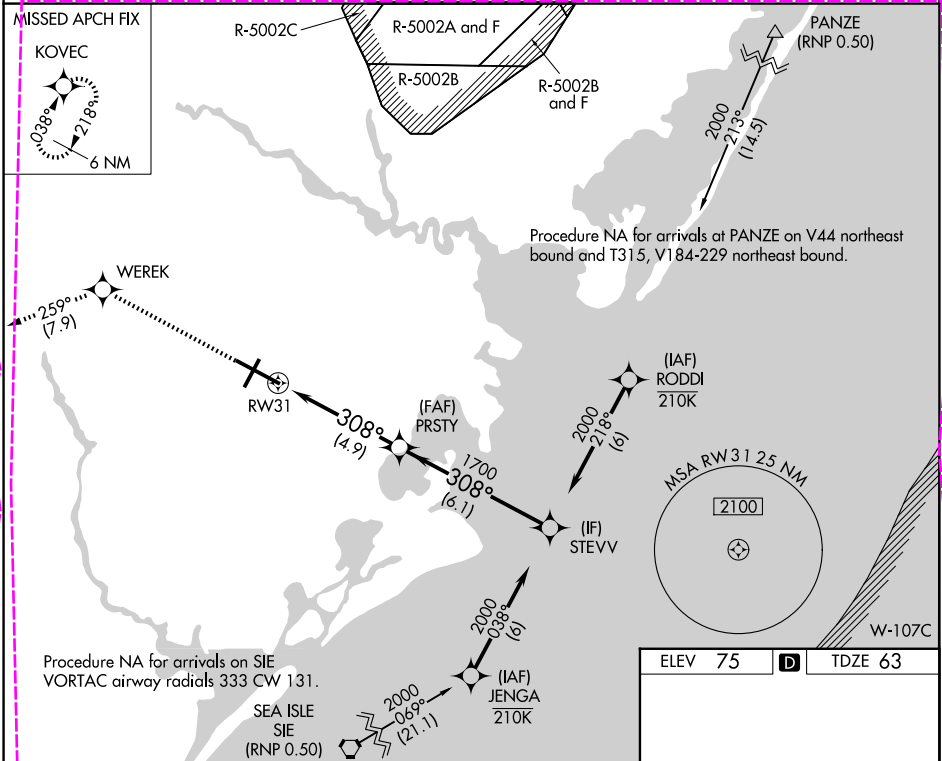 MISSED APCH FIX
KOVEC
038°
218°
6 NM
R-5002C
R-5002A and F
R-5002B
R-5002B
and F
PANZE
(RNP 0.50)
2000
213°
(14.5)
Procedure NA for arrivals at PANZE on V44 northeast
bound and T315, V184-229 northeast bound.
WEREK
259°
(7.9)
RW31
308°
(4.9)
(FAF)
PRSTY
1700
308°
(6.1)
(IAF)
RODDI
210K
2000
218°
(6)
(IF)
STEVV
MSA RW31 25 NM
2100
W-107C
2000
038°
(6)
(IAF)
JENGA
210K
Procedure NA for arrivals on SIE
VORTAC airway radials 333 CW 131.
SEA ISLE
SIE
(RNP 0.50)
2000
069°
(21.1)
ELEV 75 D TDZE 63